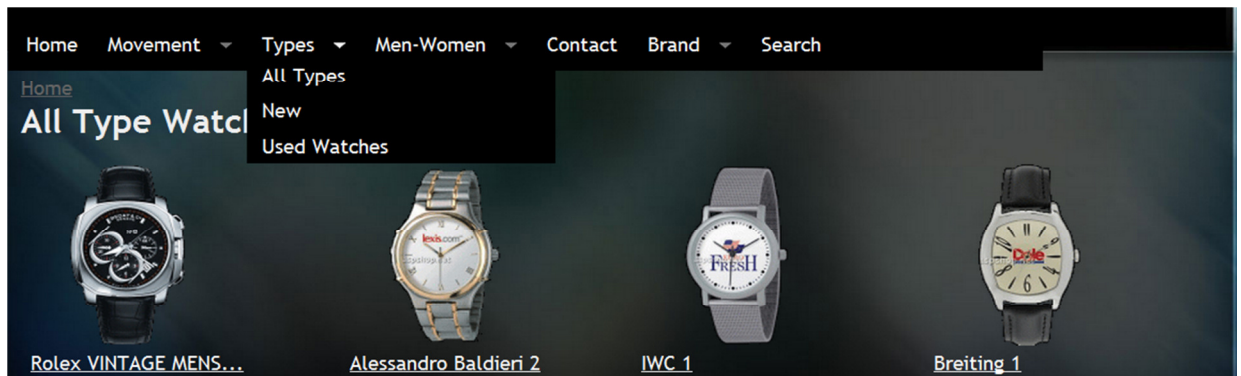 Home Movement Types Men-Women Contact Brand Search
All Types
Home
New
All Type Watc
Used Watches
lexis.com
FRESH
Dole
Rolex VINTAGE MENS... Alessandro Baldieri 2 IWC 1 Breiting 1